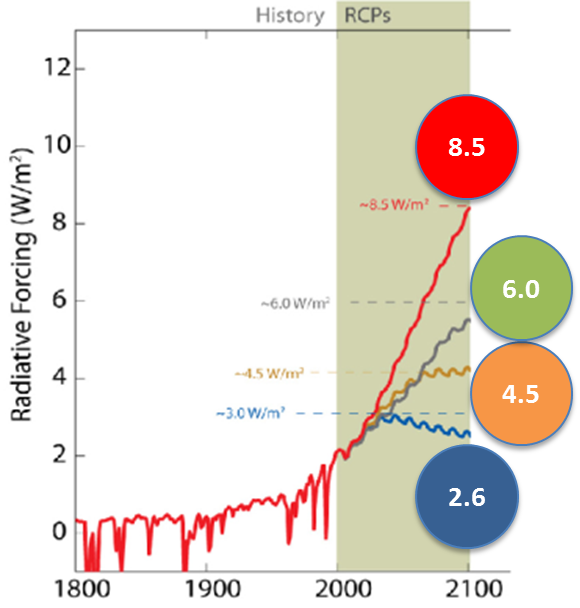 History RCPs
Radiative Forcing (W/m²)
12
10
8
6
4
2
0
~8.5 W/m²
~6.0 W/m²
~4.5 W/m²
~3.0 W/m²
8.5
6.0
4.5
2.6
1800 1900 2000 2100